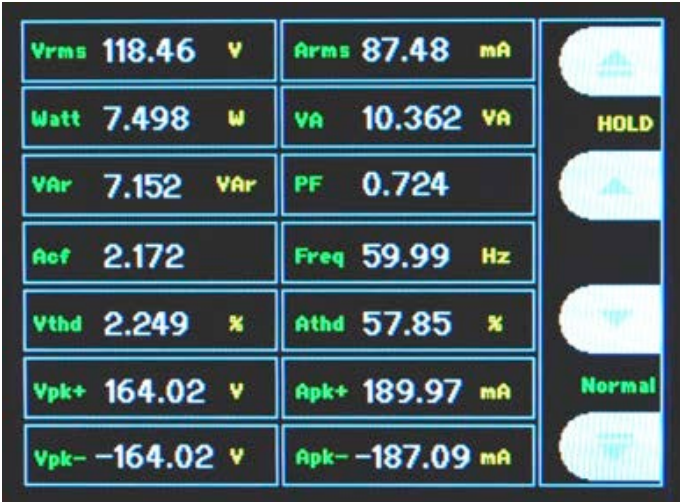 Vrms 118.46 V Arms 87.48 mA
Watt 7.498 W VA 10.362 VA HOLD
VAr 7.152 VAr PF 0.724
Acf 2.172 Freq 59.99 Hz
Vthd 2.249 % Athd 57.85 %
Vpk+ 164.02 V Apk+ 189.97 mA Normal
Vpk- -164.02 V Apk- -187.09 mA